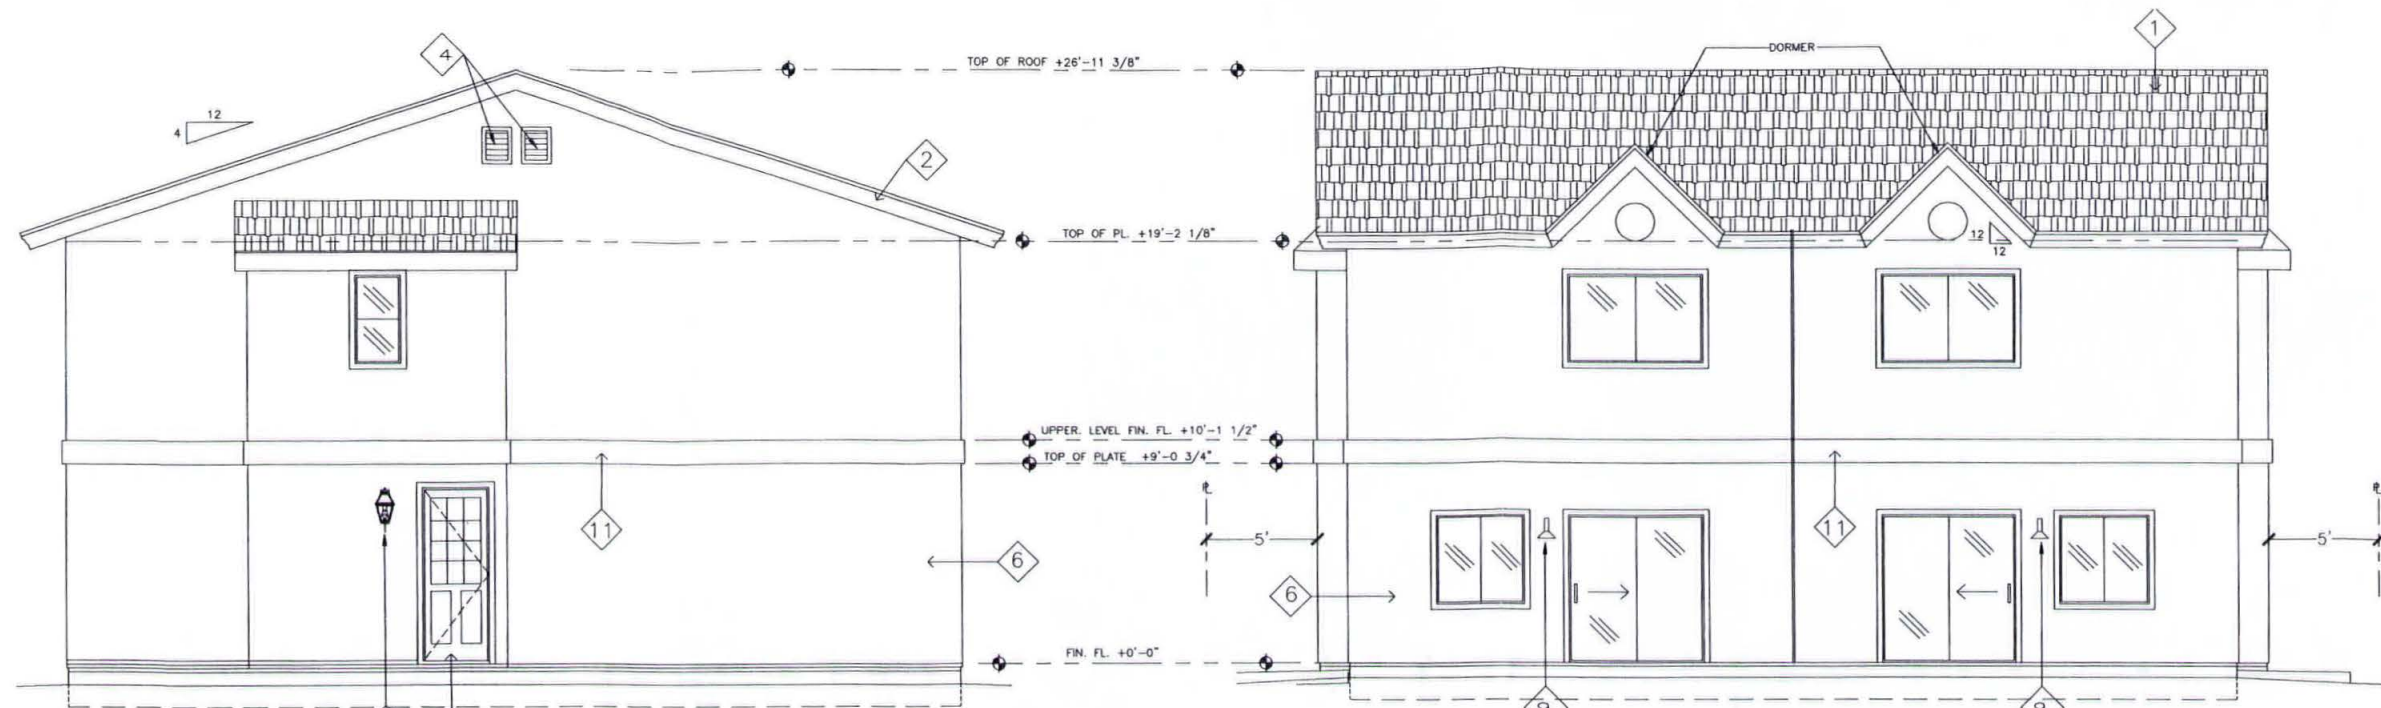 4
TOP OF ROOF +26'-11 3/8"
DORMER
1
12
4
2
TOP OF PL. +19'-2 1/8"
12
12
UPPER. LEVEL FIN. FL. +10'-1 1/2"
TOP OF PLATE +9'-0 3/4"
PL
PL
11
11
5'
5'
6
6
FIN. FL. +0'-0"